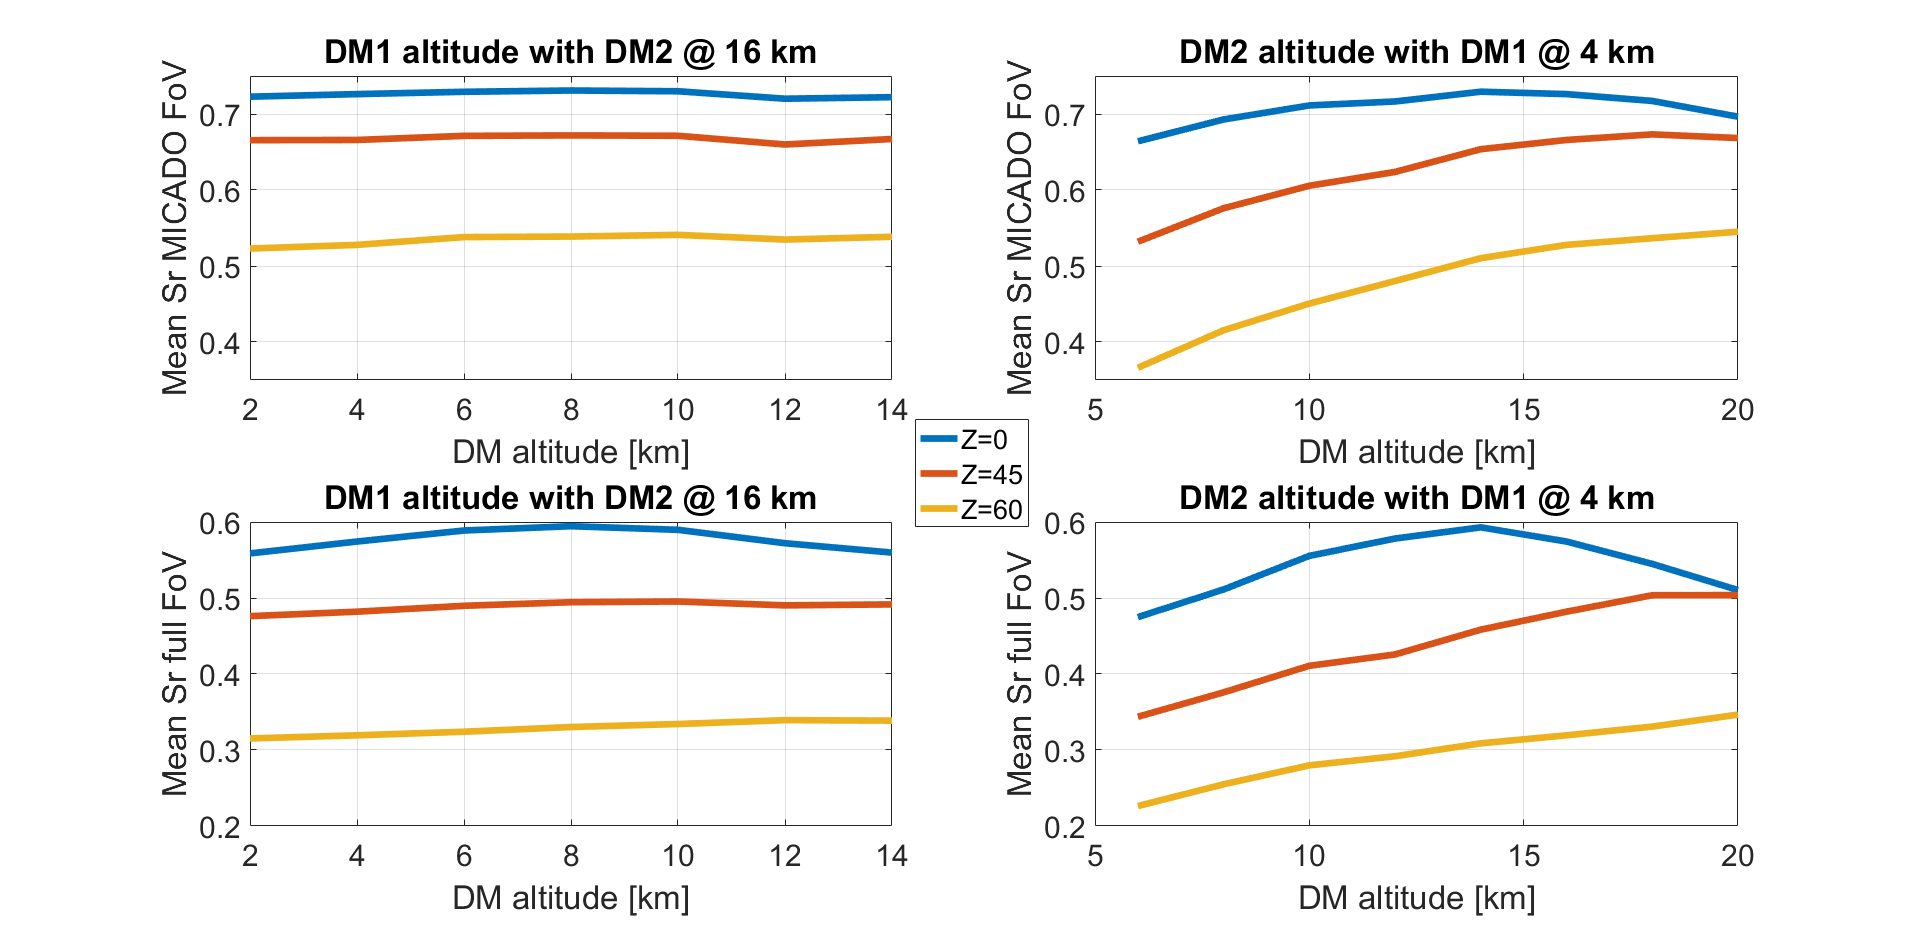 DM1 altitude with DM2 @ 16 km
Mean Sr MICADO FoV
0.7
0.6
0.5
0.4
2 4 6 8 10 12 14
DM altitude [km]
DM2 altitude with DM1 @ 4 km
Mean Sr MICADO FoV
0.7
0.6
0.5
0.4
5 10 15 20
DM altitude [km]
Z=0
Z=45
Z=60
DM1 altitude with DM2 @ 16 km
Mean Sr full FoV
0.6
0.5
0.4
0.3
0.2
2 4 6 8 10 12 14
DM altitude [km]
DM2 altitude with DM1 @ 4 km
Mean Sr full FoV
0.6
0.5
0.4
0.3
0.2
5 10 15 20
DM altitude [km]